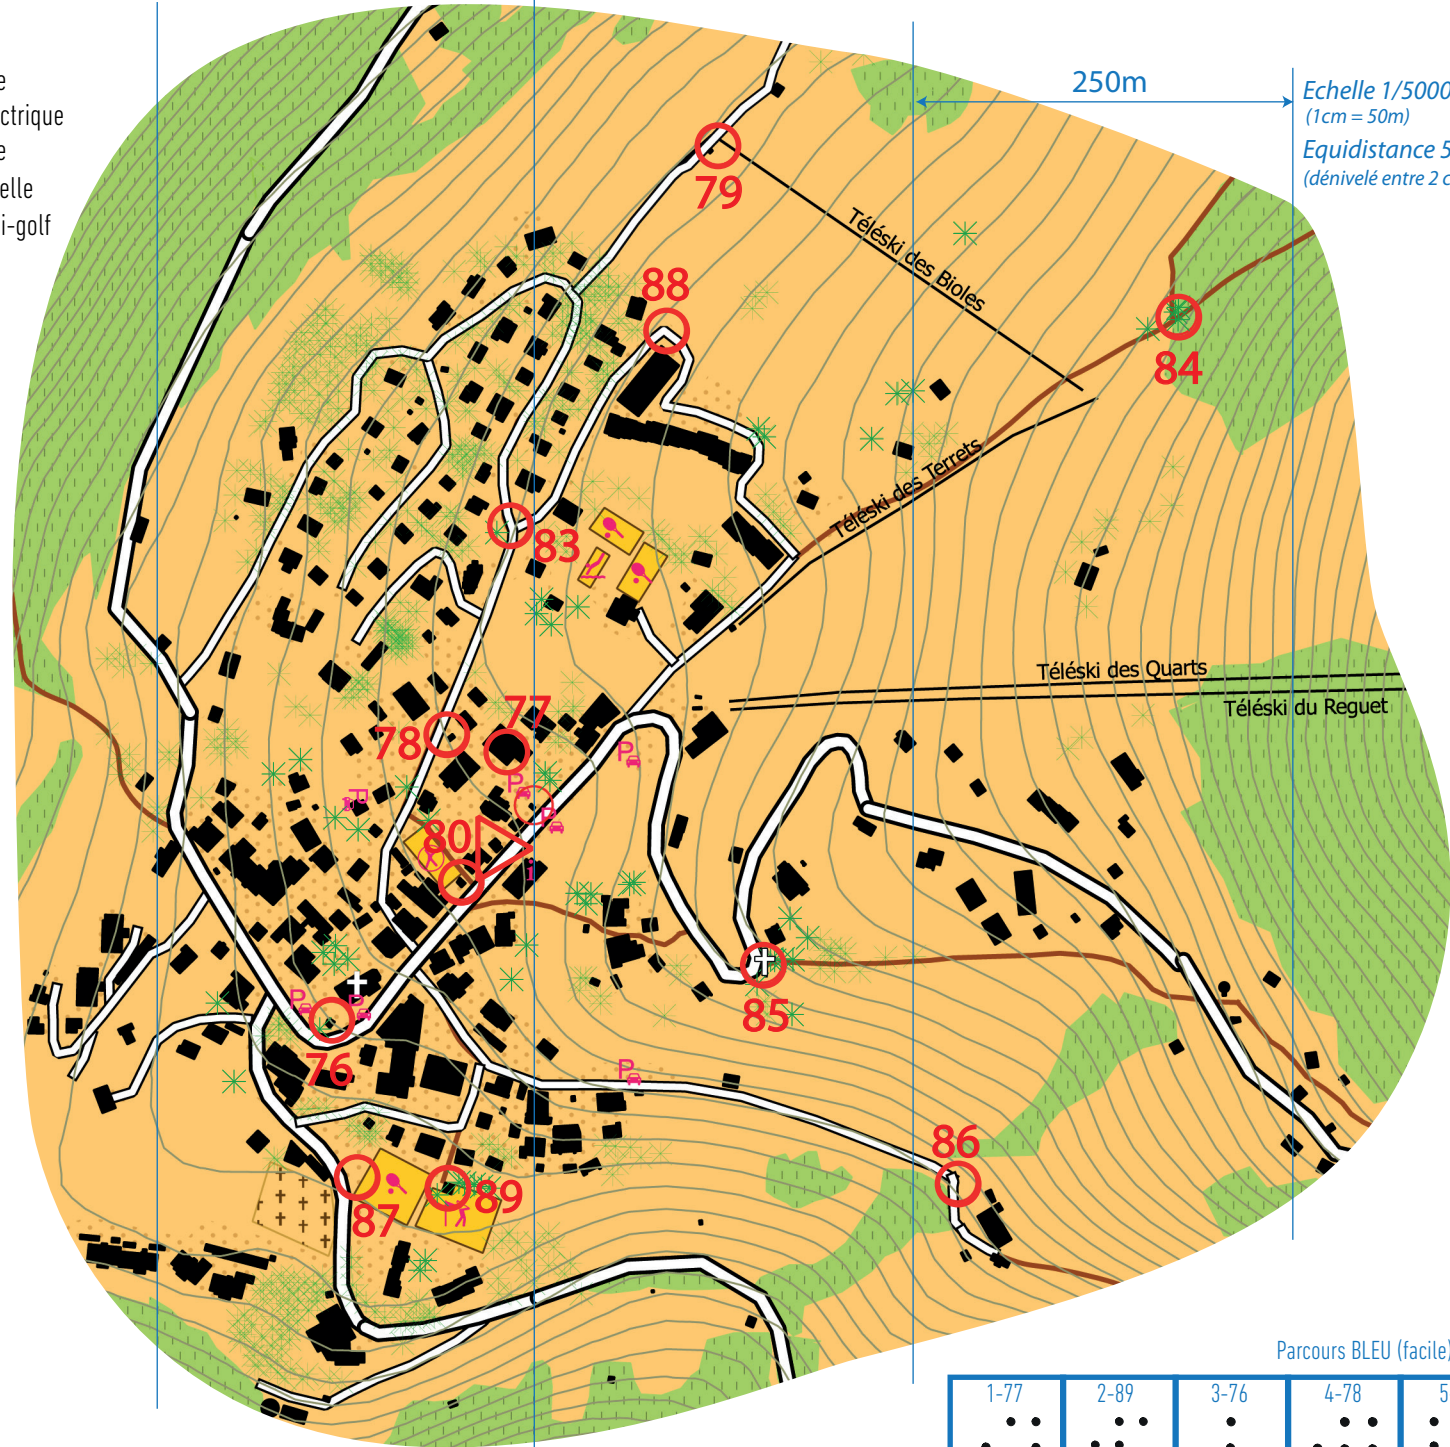 e
ctrique
e
elle
i-golf
250m
Echelle 1/5000
(1cm = 50m)
Equidistance 5
(dénivelé entre 2 c
79
Téléski des Bioles
88
84
Téléski des Terrets
83
Téléski des Quarts
Téléski du Reguet
77
78
P
P
P
P
80
i
85
P
P
76
P
86
87
89
Parcours BLEU (facile)
1-77
2-89
3-76
4-78
5